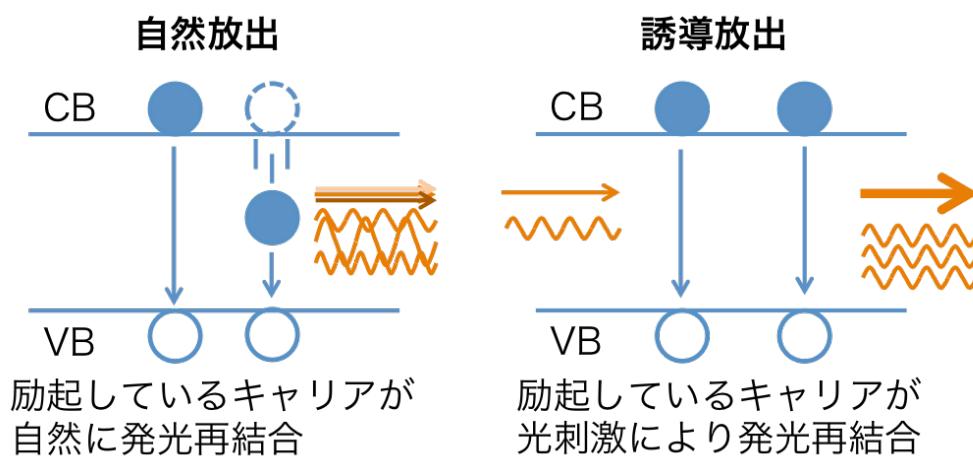 自然放出
CB
VB
励起しているキャリアが
自然に発光再結合
誘導放出
CB
VB
励起しているキャリアが
光刺激により発光再結合